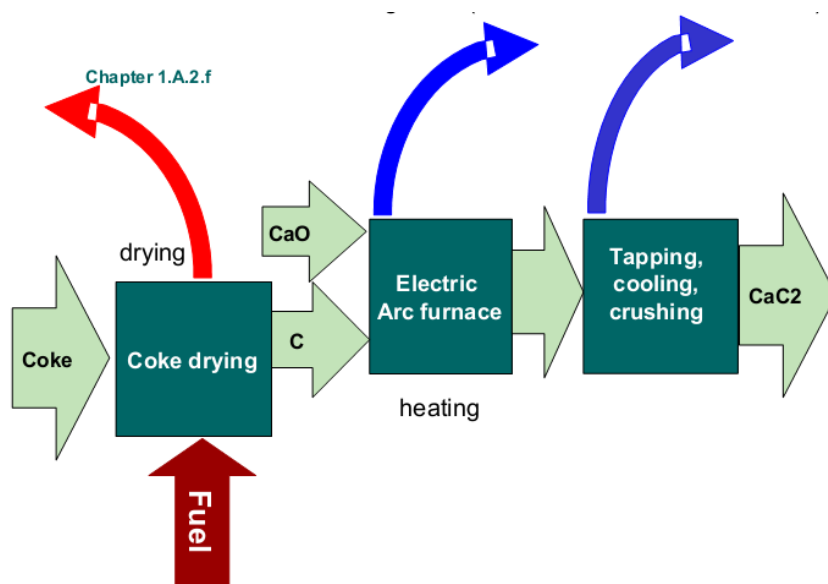 Chapter 1.A.2.f
drying
CaO
Coke
Coke drying
C
Electric
Arc furnace
heating
Tapping,
cooling,
crushing
CaC2
Fuel